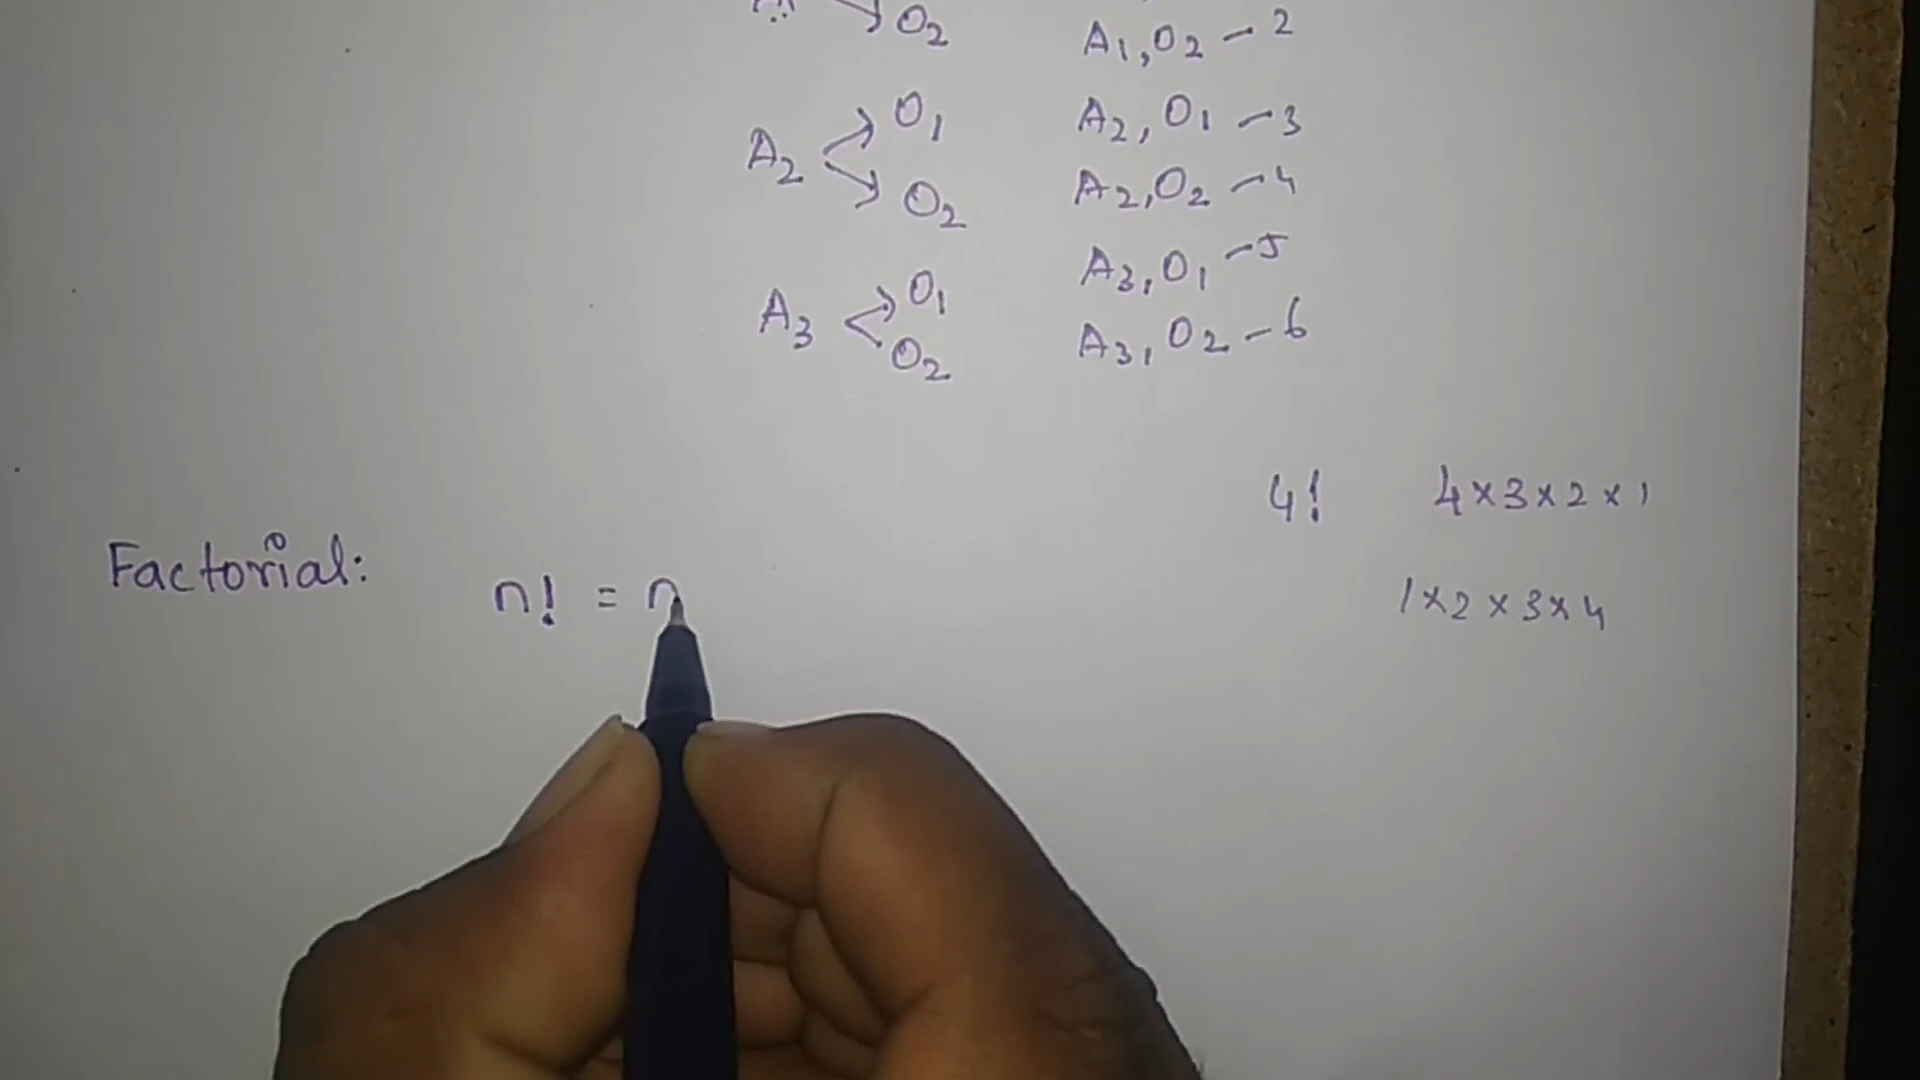 O2 A1,O2 - 2
O1 A2, O1 - 3
A2
O2 A2,O2 - 4
O1 A3,O1 - 5
A3
O2 A3,O2 - 6
4! 4×3×2×1
Factorial: n! = n
1×2×3×4